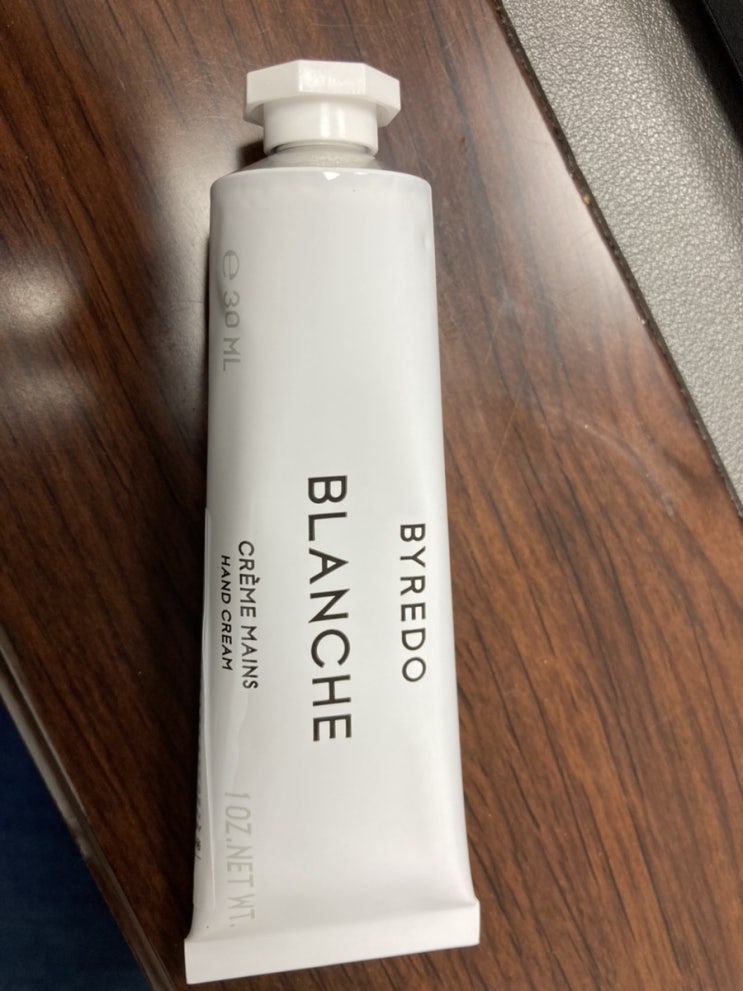 BYREDO
BLANCHE
CRÈME MAINS
HAND CREAM
℮ 30 ML
1 OZ.NET WT.